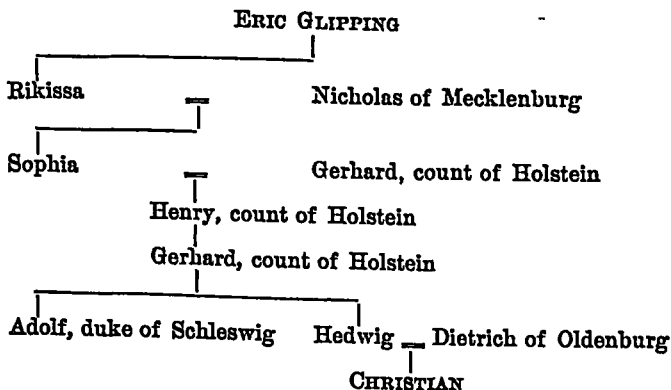 ERIC GLIPPING
Rikissa Nicholas of Mecklenburg
Sophia Gerhard, count of Holstein
Henry, count of Holstein
Gerhard, count of Holstein
Adolf, duke of Schleswig Hedwig Dietrich of Oldenburg
CHRISTIAN